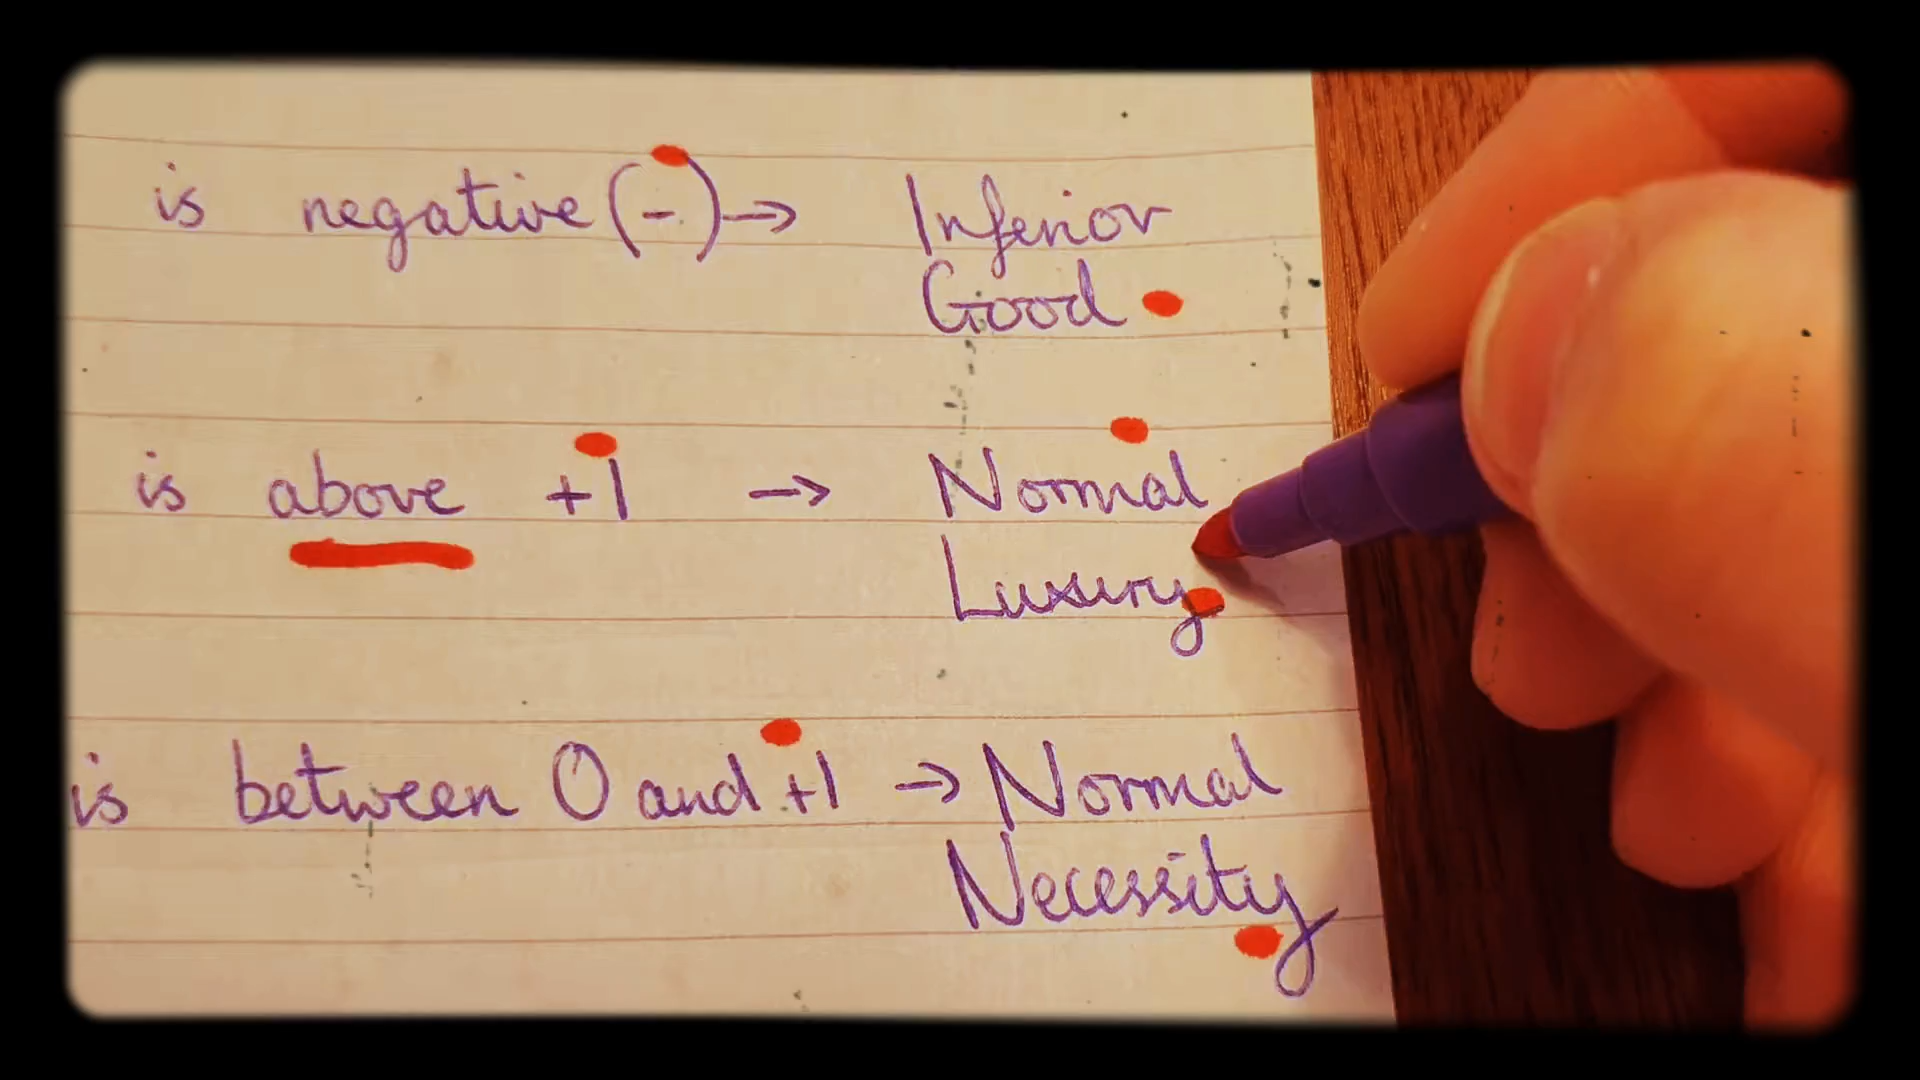 is negative (-) → Inferior
Good
is above +1 → Normal
Luxury
is between 0 and +1 → Normal
Necessity